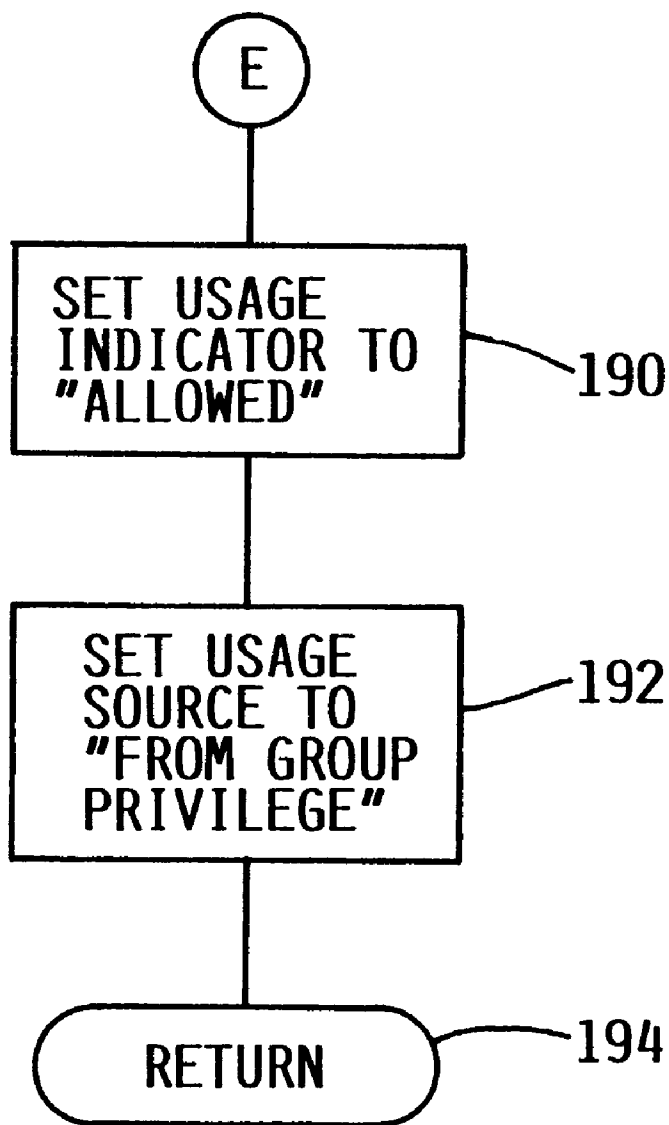 E
SET USAGE
INDICATOR TO
"ALLOWED"
190
SET USAGE
SOURCE TO
"FROM GROUP
PRIVILEGE"
192
RETURN
194